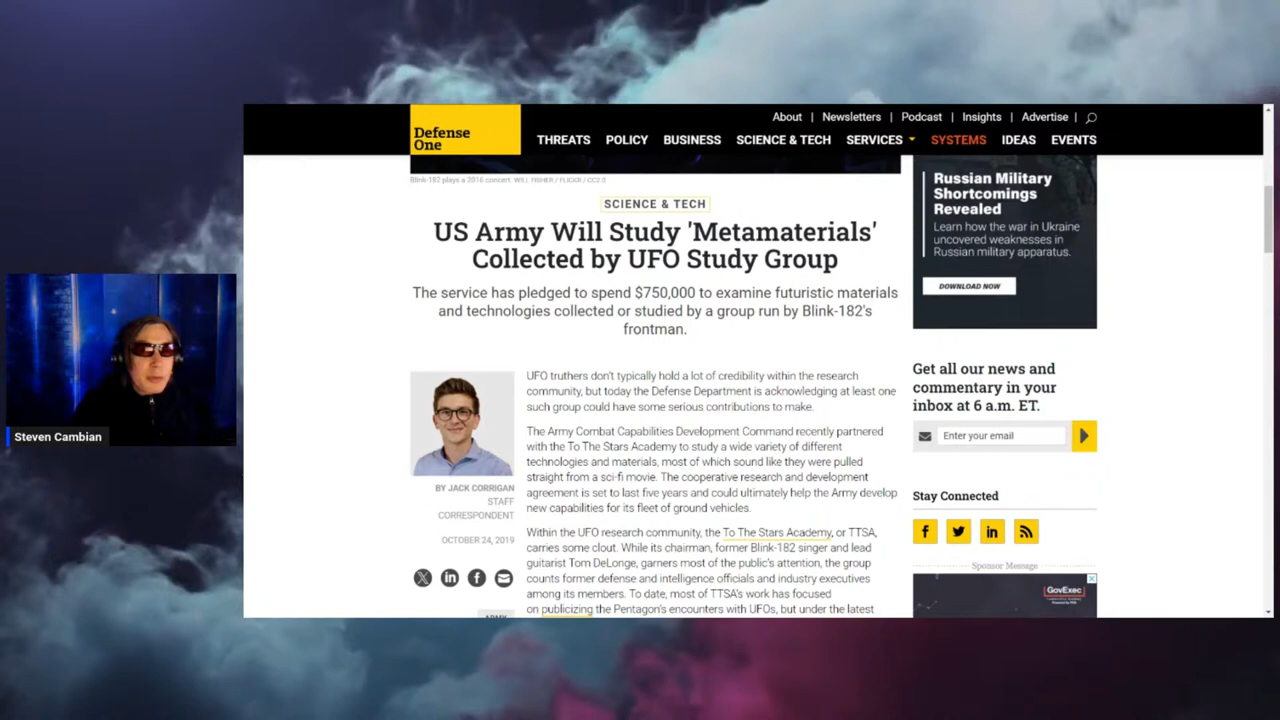 Defense
One
About | Newsletters | Podcast | Insights | Advertise |
THREATS POLICY BUSINESS SCIENCE & TECH SERVICES SYSTEMS IDEAS EVENTS
Blink-182 plays a 2016 concert. WILL FISHER / FLICKR / CC2.0
SCIENCE & TECH
US Army Will Study 'Metamaterials'
Collected by UFO Study Group
The service has pledged to spend $750,000 to examine futuristic materials
and technologies collected or studied by a group run by Blink-182's
frontman.
BY JACK CORRIGAN
STAFF
CORRESPONDENT
OCTOBER 24, 2019
ARMY
UFO truthers don't typically hold a lot of credibility within the research
community, but today the Defense Department is acknowledging at least one
such group could have some serious contributions to make.
The Army Combat Capabilities Development Command recently partnered
with the To The Stars Academy to study a wide variety of different
technologies and materials, most of which sound like they were pulled
straight from a sci-fi movie. The cooperative research and development
agreement is set to last five years and could ultimately help the Army develop
new capabilities for its fleet of ground vehicles.
Within the UFO research community, the To The Stars Academy, or TTSA,
carries some clout. While its chairman, former Blink-182 singer and lead
guitarist Tom DeLonge, garners most of the public's attention, the group
counts former defense and intelligence officials and industry executives
among its members. To date, most of TTSA's work has focused
on publicizing the Pentagon's encounters with UFOs, but under the latest
Russian Military
Shortcomings
Revealed
Learn how the war in Ukraine
uncovered weaknesses in
Russian military apparatus.
DOWNLOAD NOW
Get all our news and
commentary in your
inbox at 6 a.m. ET.
Enter your email
Stay Connected
Sponsor Message
GovExec
Steven Cambian